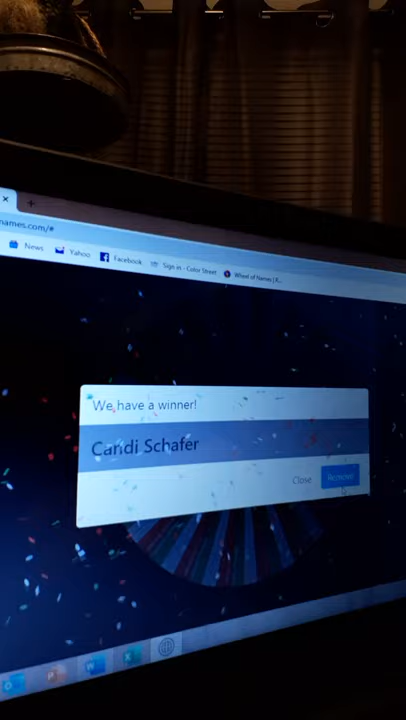 names.com/#
News Yahoo Facebook Sign in - Color Street Wheel of Names | K...
We have a winner!
Candi Schafer
Close Remove